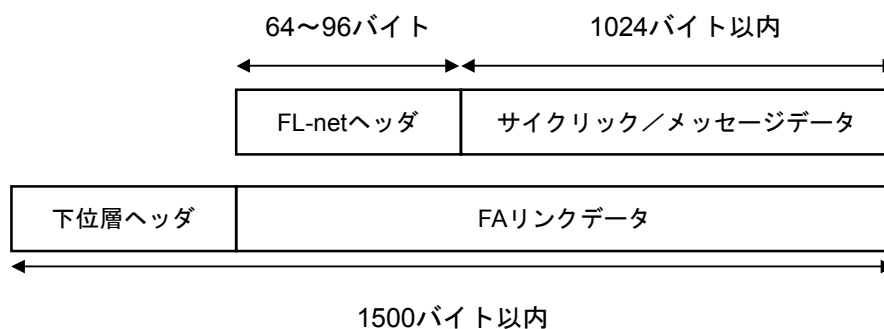 64～96バイト
1024バイト以内
FL-netヘッダ
サイクリック／メッセージデータ
下位層ヘッダ
FAリンクデータ
1500バイト以内